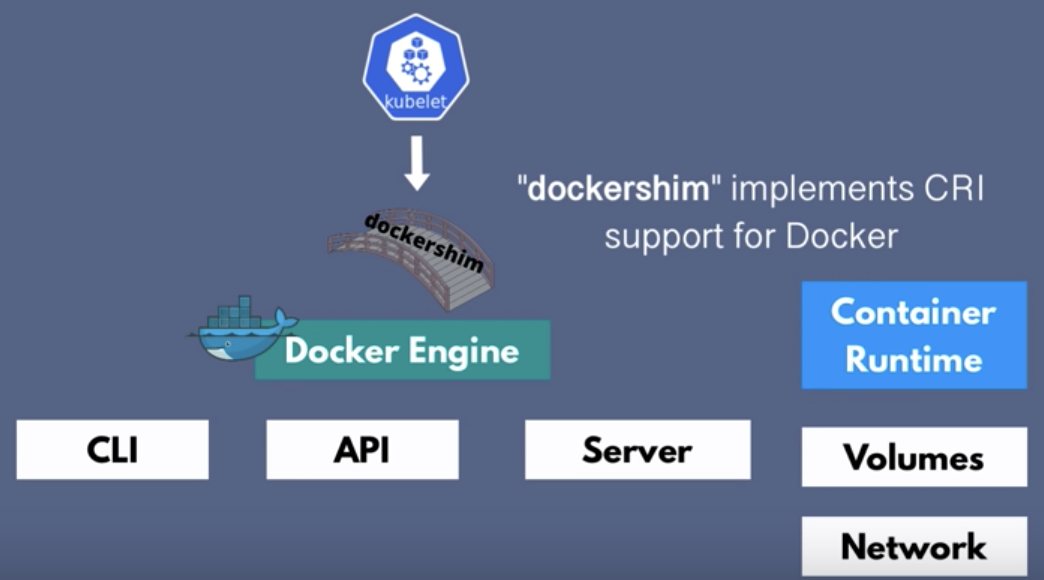 kubelet
"dockershim" implements CRI
support for Docker
dockershim
Docker Engine
Container
Runtime
CLI
API
Server
Volumes
Network